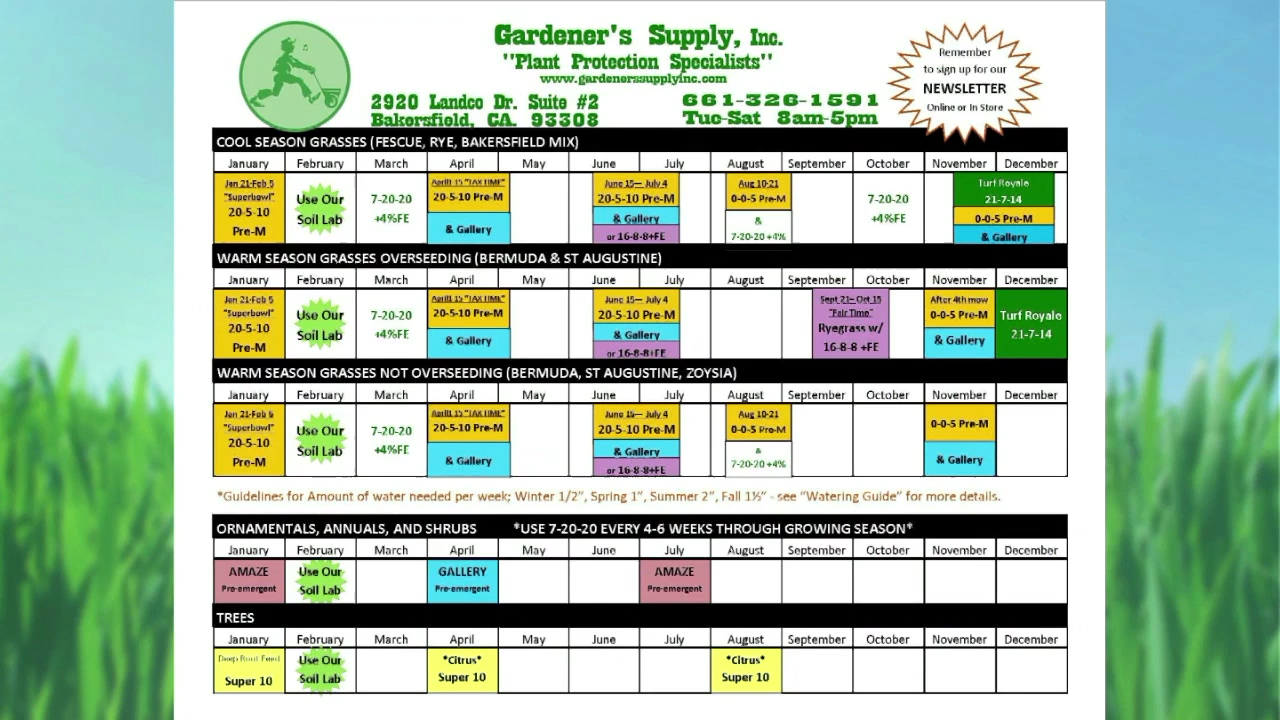 Gardener's Supply, Inc.
"Plant Protection Specialists"
www.gardenerssupplyinc.com
2920 Landco Dr. Suite #2
Bakersfield, CA. 93308
661-326-1591
Tue-Sat 8am-5pm
Remember
to sign up for our
NEWSLETTER
Online or In Store
COOL SEASON GRASSES (FESCUE, RYE, BAKERSFIELD MIX)
January February March April May June July August September October November December
Jan 21-Feb 5
"Superbowl"
20-5-10
Pre-M
Use Our
Soil Lab
7-20-20
+4%FE
April1-15 "TAX TIME"
20-5-10 Pre-M
& Gallery
June 15— July 4
20-5-10 Pre-M
& Gallery
or 16-8-8+FE
Aug 10-21
0-0-5 Pre-M
&
7-20-20 +4%
7-20-20
+4%FE
Turf Royale
21-7-14
0-0-5 Pre-M
& Gallery
WARM SEASON GRASSES OVERSEEDING (BERMUDA & ST AUGUSTINE)
January February March April May June July August September October November December
Jan 21-Feb 5
"Superbowl"
20-5-10
Pre-M
Use Our
Soil Lab
7-20-20
+4%FE
April1-15 "TAX TIME"
20-5-10 Pre-M
& Gallery
June 15— July 4
20-5-10 Pre-M
& Gallery
or 16-8-8+FE
Sept 21— Oct 15
"Fair Time"
Ryegrass w/
16-8-8 +FE
After 4th mow
0-0-5 Pre-M
& Gallery
Turf Royale
21-7-14
WARM SEASON GRASSES NOT OVERSEEDING (BERMUDA, ST AUGUSTINE, ZOYSIA)
January February March April May June July August September October November December
Jan 21-Feb 5
"Superbowl"
20-5-10
Pre-M
Use Our
Soil Lab
7-20-20
+4%FE
April1-15 "TAX TIME"
20-5-10 Pre-M
& Gallery
June 15— July 4
20-5-10 Pre-M
& Gallery
or 16-8-8+FE
Aug 10-21
0-0-5 Pre-M
&
7-20-20 +4%
0-0-5 Pre-M
& Gallery
*Guidelines for Amount of water needed per week; Winter 1/2", Spring 1", Summer 2", Fall 1½" - see "Watering Guide" for more details.
ORNAMENTALS, ANNUALS, AND SHRUBS *USE 7-20-20 EVERY 4-6 WEEKS THROUGH GROWING SEASON*
January February March April May June July August September October November December
AMAZE
Pre-emergent
Use Our
Soil Lab
GALLERY
Pre-emergent
AMAZE
Pre-emergent
TREES
January February March April May June July August September October November December
Deep Root Feed
Super 10
Use Our
Soil Lab
*Citrus*
Super 10
*Citrus*
Super 10